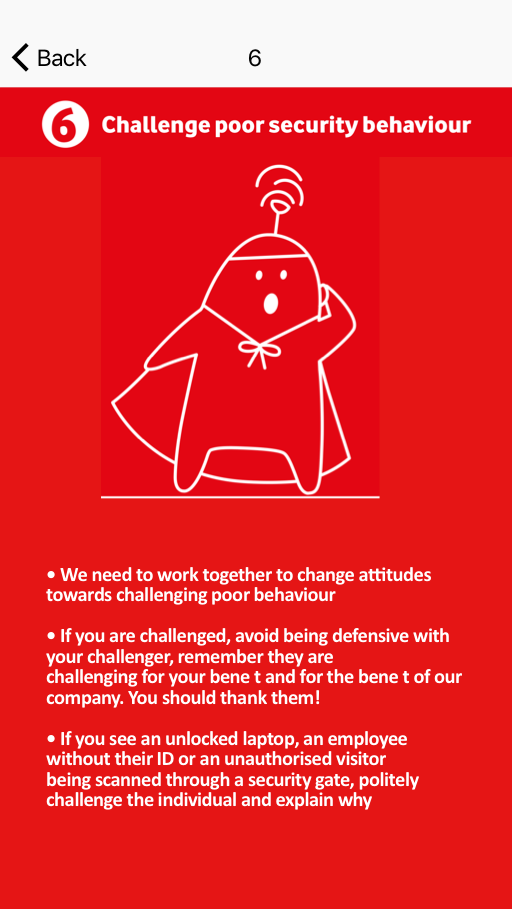 Back
6
6 Challenge poor security behaviour
• We need to work together to change attitudes
towards challenging poor behaviour
• If you are challenged, avoid being defensive with
your challenger, remember they are
challenging for your bene t and for the bene t of our
company. You should thank them!
• If you see an unlocked laptop, an employee
without their ID or an unauthorised visitor
being scanned through a security gate, politely
challenge the individual and explain why